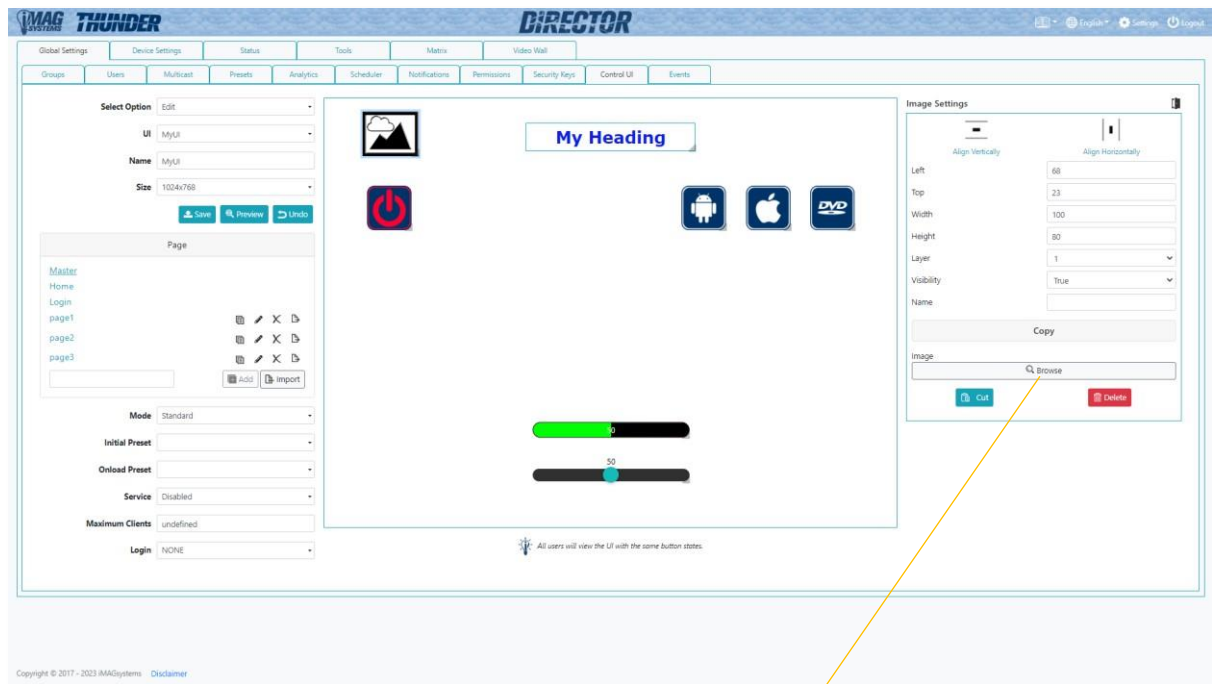 iMAG SYSTEMS THUNDER DiRECTOR English Settings Logout
Global Settings Device Settings Status Tools Matrix Video Wall
Groups Users Multicast Presets Analytics Scheduler Notifications Permissions Security Keys Control UI Events
Select Option Edit
UI MyUI
Name MyUI
Size 1024x768
Save Preview Undo
Page
Master
Home
Login
page1
page2
page3
Add Import
Mode Standard
Initial Preset
Onload Preset
Service Disabled
Maximum Clients undefined
Login NONE
My Heading
DVD
50
50
All users will view the UI with the same button states.
Image Settings
Align Vertically Align Horizontally
Left 68
Top 23
Width 100
Height 80
Layer 1
Visibility True
Name
Copy
Image
Browse
Cut Delete
Copyright © 2017 - 2023 iMAGsystems Disclaimer